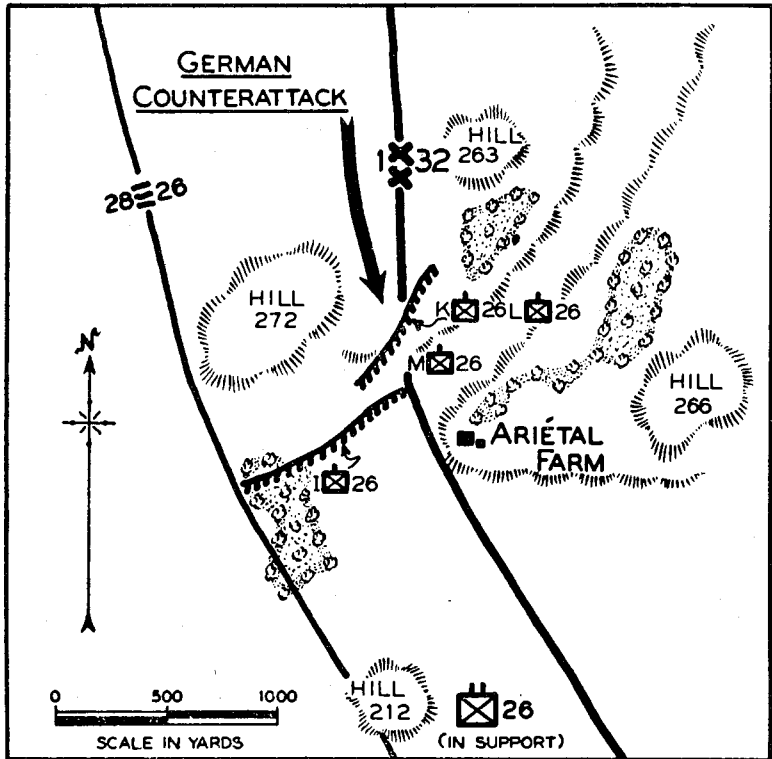 GERMAN
COUNTERATTACK
HILL
263
1 32
28 26
HILL
272
K 26 L 26
M 26
HILL
266
ARIÉTAL
FARM
I 26
N
HILL
212
26
(IN SUPPORT)
0 500 1000
SCALE IN YARDS